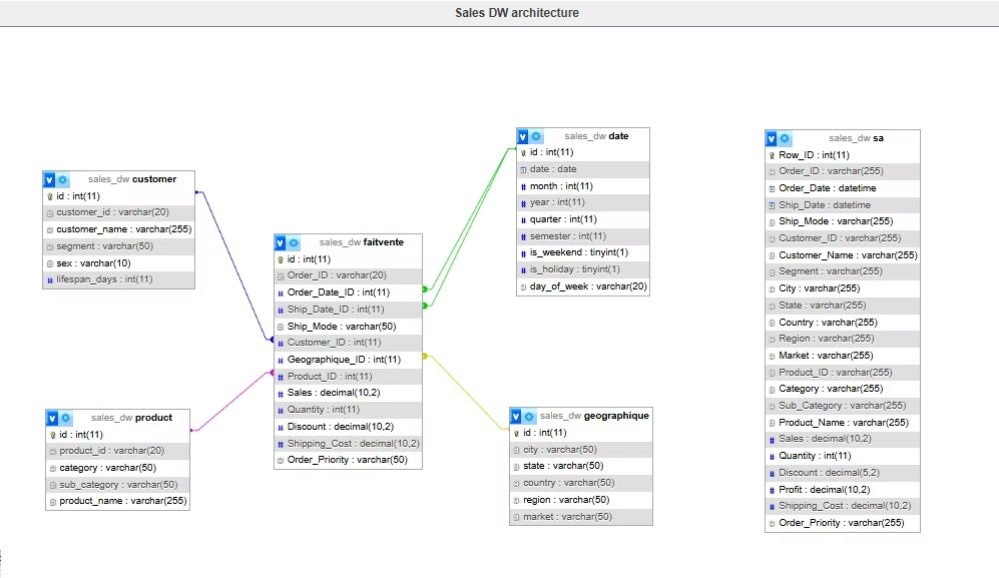 Sales DW architecture
sales_dw customer
id : int(11)
customer_id : varchar(20)
customer_name : varchar(255)
segment : varchar(50)
sex : varchar(10)
lifespan_days : int(11)
sales_dw product
id : int(11)
product_id : varchar(20)
category : varchar(50)
sub_category : varchar(50)
product_name : varchar(255)
sales_dw faitvente
id : int(11)
Order_ID : varchar(20)
Order_Date_ID : int(11)
Ship_Date_ID : int(11)
Ship_Mode : varchar(50)
Customer_ID : int(11)
Geographique_ID : int(11)
Product_ID : int(11)
Sales : decimal(10,2)
Quantity : int(11)
Discount : decimal(10,2)
Shipping_Cost : decimal(10,2)
Order_Priority : varchar(50)
sales_dw date
id : int(11)
date : date
month : int(11)
year : int(11)
quarter : int(11)
semester : int(11)
is_weekend : tinyint(1)
is_holiday : tinyint(1)
day_of_week : varchar(20)
sales_dw geographique
id : int(11)
city : varchar(50)
state : varchar(50)
country : varchar(50)
region : varchar(50)
market : varchar(50)
sales_dw sa
Row_ID : int(11)
Order_ID : varchar(255)
Order_Date : datetime
Ship_Date : datetime
Ship_Mode : varchar(255)
Customer_ID : varchar(255)
Customer_Name : varchar(255)
Segment : varchar(255)
City : varchar(255)
State : varchar(255)
Country : varchar(255)
Region : varchar(255)
Market : varchar(255)
Product_ID : varchar(255)
Category : varchar(255)
Sub_Category : varchar(255)
Product_Name : varchar(255)
Sales : decimal(10,2)
Quantity : int(11)
Discount : decimal(5,2)
Profit : decimal(10,2)
Shipping_Cost : decimal(10,2)
Order_Priority : varchar(255)